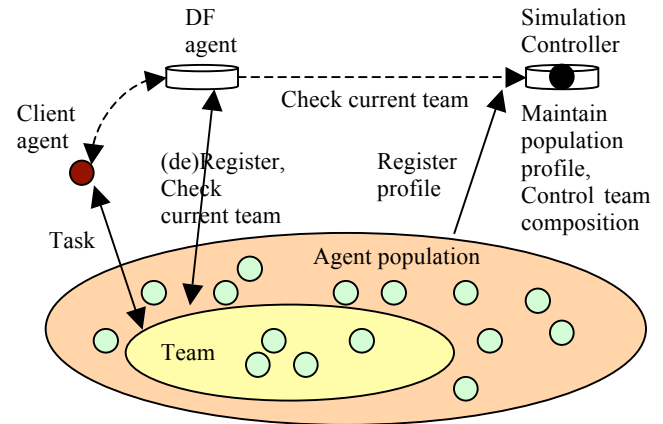 DF
agent
Simulation
Controller
Check current team
Client
agent
Maintain
population
profile,
Control team
composition
(de)Register,
Check
current team
Register
profile
Task
Agent population
Team